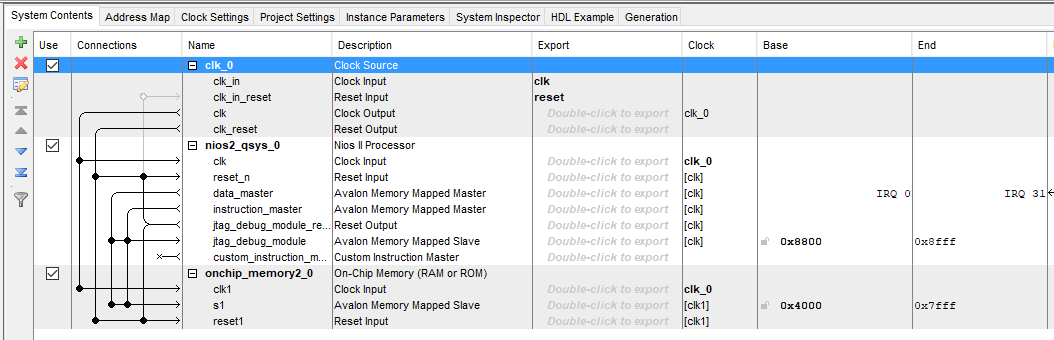 System Contents Address Map Clock Settings Project Settings Instance Parameters System Inspector HDL Example Generation
Use Connections Name Description Export Clock Base End
clk_0 Clock Source
clk_in Clock Input clk
clk_in_reset Reset Input reset
clk Clock Output Double-click to export clk_0
clk_reset Reset Output Double-click to export
nios2_qsys_0 Nios II Processor
clk Clock Input Double-click to export clk_0
reset_n Reset Input Double-click to export [clk]
data_master Avalon Memory Mapped Master Double-click to export [clk] IRQ 0 IRQ 31
instruction_master Avalon Memory Mapped Master Double-click to export [clk]
jtag_debug_module_re... Reset Output Double-click to export [clk]
jtag_debug_module Avalon Memory Mapped Slave Double-click to export [clk] 0x8800 0x8fff
custom_instruction_m... Custom Instruction Master Double-click to export
onchip_memory2_0 On-Chip Memory (RAM or ROM)
clk1 Clock Input Double-click to export clk_0
s1 Avalon Memory Mapped Slave Double-click to export [clk1] 0x4000 0x7fff
reset1 Reset Input Double-click to export [clk1]